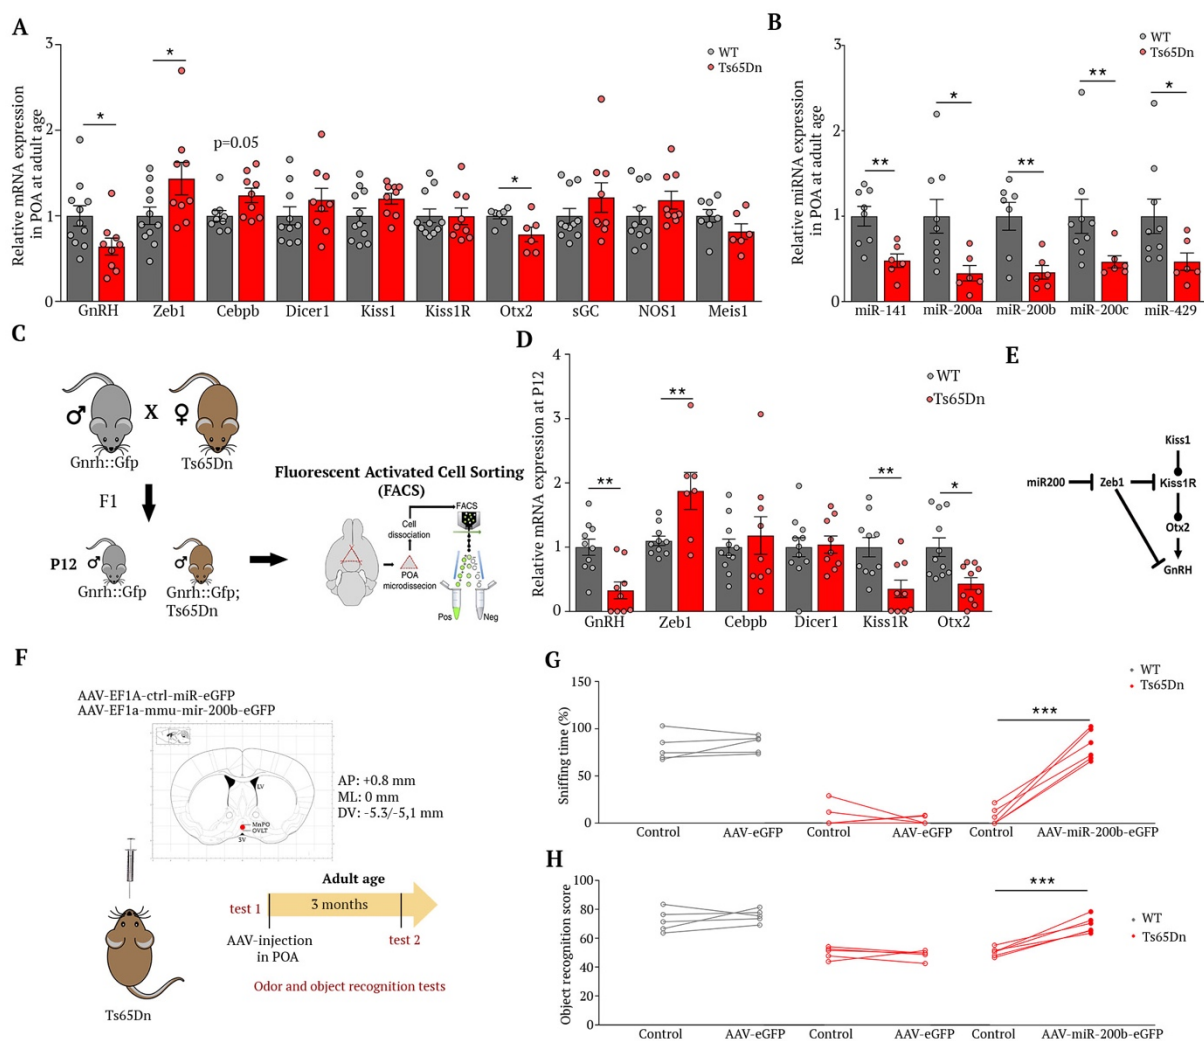 A
Relative mRNA expression
in POA at adult age
3
2
1
0
WT
Ts65Dn
*
*
p=0.05
*
GnRH Zeb1 Cebpb Dicer1 Kiss1 Kiss1R Otx2 sGC NOS1 Meis1
B
Relative miRNA expression
in POA at adult age
3
2
1
0
WT
Ts65Dn
**
*
**
**
*
miR-141 miR-200a miR-200b miR-200c miR-429
C
♂ X ♀
Gnrh::Gfp Ts65Dn
F1
P12 ♂ ♂
Gnrh::Gfp Gnrh::Gfp;
Ts65Dn
Fluorescent Activated Cell Sorting
(FACS)
FACS
Cell
dissociation
POA
microdissecion
Pos Neg
D
Relative mRNA expression at P12
4
3
2
1
0
WT
Ts65Dn
**
**
**
*
GnRH Zeb1 Cebpb Dicer1 Kiss1R Otx2
E
Kiss1
miR200 Zeb1 Kiss1R
Otx2
GnRH
F
AAV-EF1A-ctrl-miR-eGFP
AAV-EF1a-mmu-mir-200b-eGFP
LV
MnPO
OVLT
3V
AP: +0.8 mm
ML: 0 mm
DV: -5.3/-5,1 mm
Adult age
test 1 3 months
AAV-injection test 2
in POA
Odor and object recognition tests
Ts65Dn
G
Sniffing time (%)
150
100
50
0
WT
Ts65Dn
***
Control AAV-eGFP Control AAV-eGFP Control AAV-miR-200b-eGFP
H
Object recognition score
100
80
60
40
20
0
WT
Ts65Dn
***
Control AAV-eGFP Control AAV-eGFP Control AAV-miR-200b-eGFP